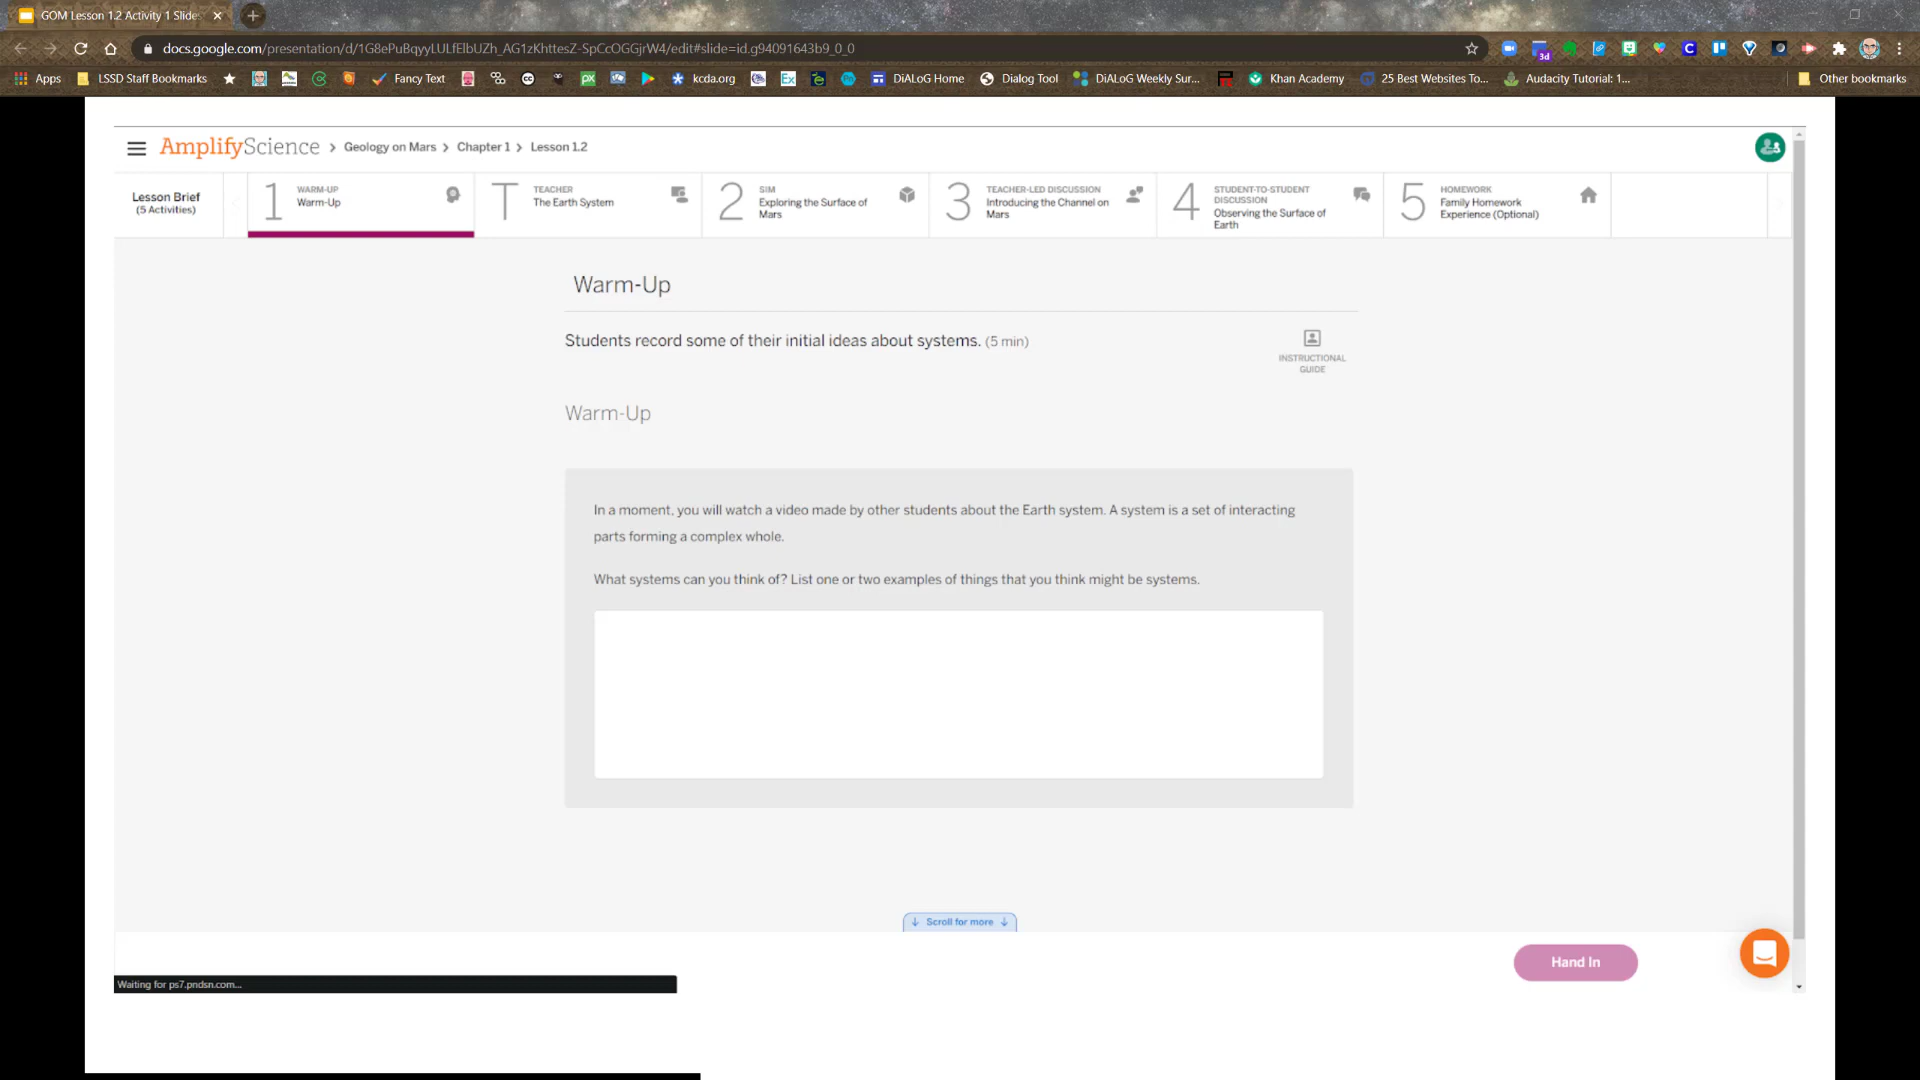 GOM Lesson 1.2 Activity 1 Slide
docs.google.com/presentation/d/1G8ePuBqyyLULfElbUZh_AG1zKhttesZ-SpCcOGGjrW4/edit#slide=id.g94091643b9_0_0
3d
Apps
LSSD Staff Bookmarks
Fancy Text
kcda.org
DiALoG Home
Dialog Tool
DiALoG Weekly Sur...
Khan Academy
25 Best Websites To...
Audacity Tutorial: 1...
Other bookmarks
AmplifyScience > Geology on Mars > Chapter 1 > Lesson 1.2
Lesson Brief
(5 Activities)
1
WARM-UP
Warm-Up
T
TEACHER
The Earth System
2
SIM
Exploring the Surface of
Mars
3
TEACHER-LED DISCUSSION
Introducing the Channel on
Mars
4
STUDENT-TO-STUDENT
DISCUSSION
Observing the Surface of
Earth
5
HOMEWORK
Family Homework
Experience (Optional)
Warm-Up
Students record some of their initial ideas about systems. (5 min)
INSTRUCTIONAL
GUIDE
Warm-Up
In a moment, you will watch a video made by other students about the Earth system. A system is a set of interacting
parts forming a complex whole.
What systems can you think of? List one or two examples of things that you think might be systems.
Scroll for more
Hand In
Waiting for ps7.pndsn.com...